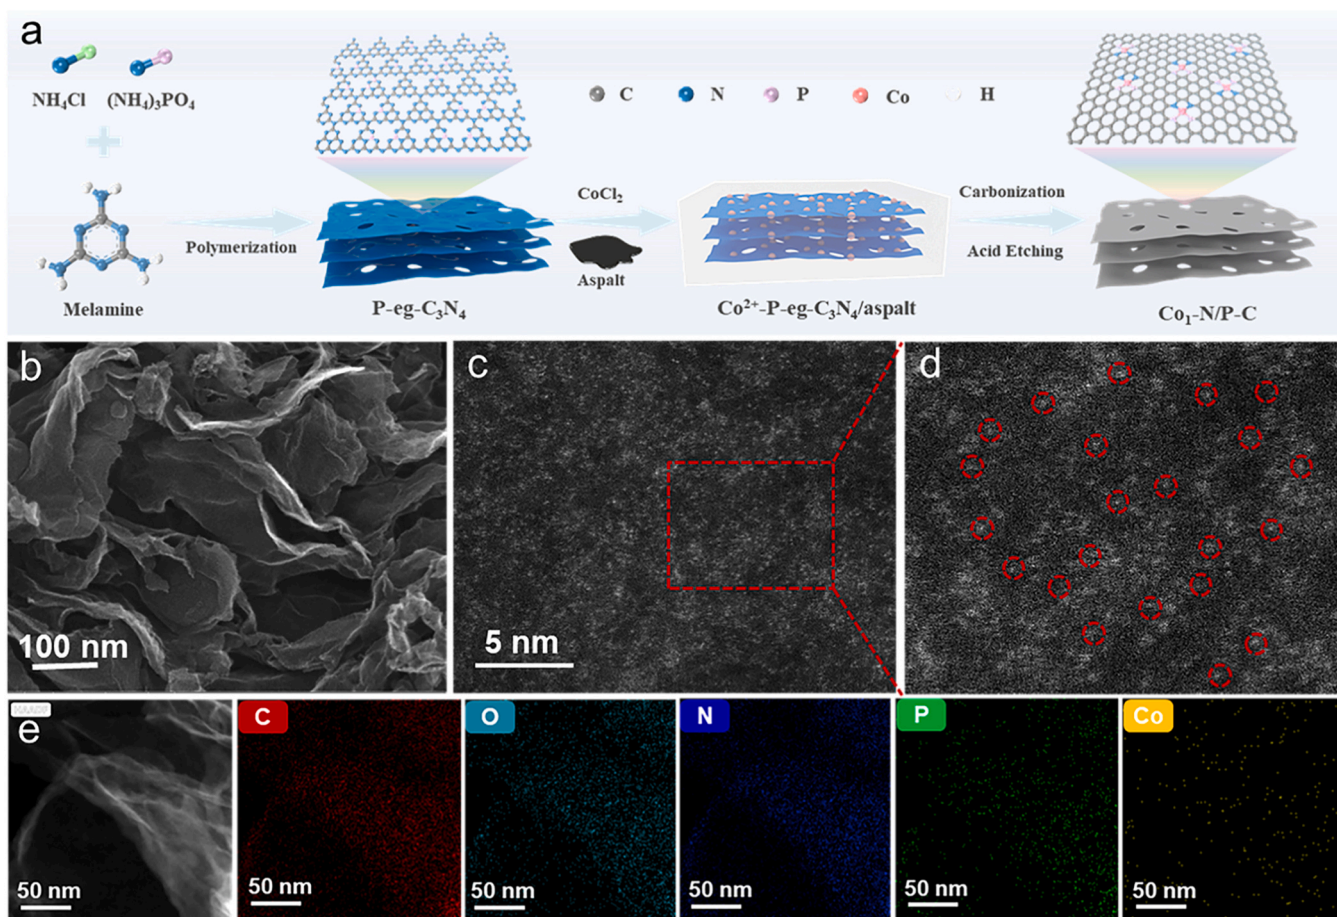 a
NH₄Cl (NH₄)₃PO₄
C N P Co H
Melamine
Polymerization
P-eg-C₃N₄
CoCl₂
Aspalt
Co²⁺-P-eg-C₃N₄/aspalt
Carbonization
Acid Etching
Co₁-N/P-C
b
100 nm
c
5 nm
d
e
HAADF
50 nm
C
50 nm
O
50 nm
N
50 nm
P
50 nm
Co
50 nm